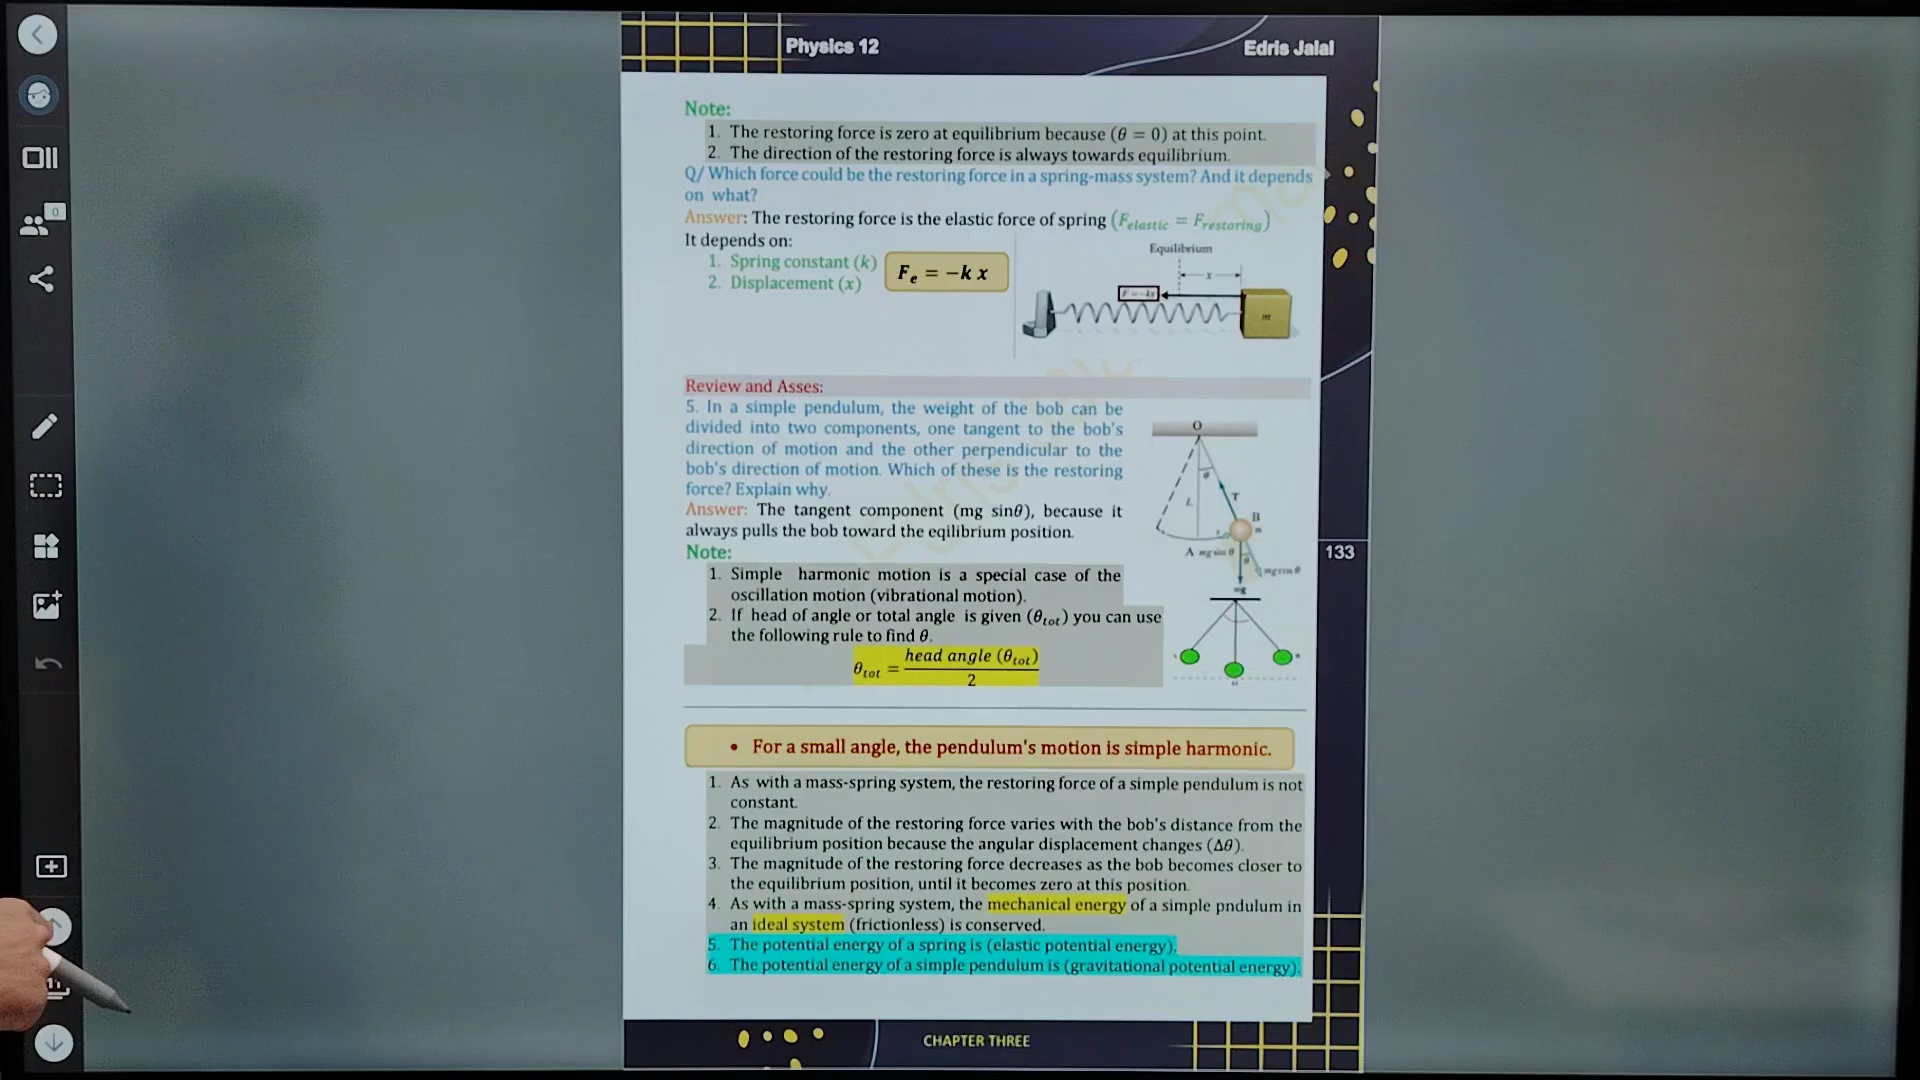 Physics 12
Edris Jalal
0
Note:
1. The restoring force is zero at equilibrium because (θ = 0) at this point.
2. The direction of the restoring force is always towards equilibrium.
Q/ Which force could be the restoring force in a spring-mass system? And it depends
on what?
Answer: The restoring force is the elastic force of spring (Felastic = Frestoring)
It depends on:
1. Spring constant (k)
2. Displacement (x)
Fe = −k x
Equilibrium
x
F = −kx
m
Review and Asses:
5. In a simple pendulum, the weight of the bob can be
divided into two components, one tangent to the bob's
direction of motion and the other perpendicular to the
bob's direction of motion. Which of these is the restoring
force? Explain why.
Answer: The tangent component (mg sinθ), because it
always pulls the bob toward the eqilibrium position.
O
θ
L
T
B
m
A
mg sin θ
θ
mg cos θ
mg
Note:
1. Simple harmonic motion is a special case of the
oscillation motion (vibrational motion).
2. If head of angle or total angle is given (θtot) you can use
the following rule to find θ.
θtot = head angle (θtot)
2
133
• For a small angle, the pendulum's motion is simple harmonic.
1. As with a mass-spring system, the restoring force of a simple pendulum is not
constant.
2. The magnitude of the restoring force varies with the bob's distance from the
equilibrium position because the angular displacement changes (Δθ).
3. The magnitude of the restoring force decreases as the bob becomes closer to
the equilibrium position, until it becomes zero at this position.
4. As with a mass-spring system, the mechanical energy of a simple pndulum in
an ideal system (frictionless) is conserved.
5. The potential energy of a spring is (elastic potential energy).
6. The potential energy of a simple pendulum is (gravitational potential energy).
CHAPTER THREE